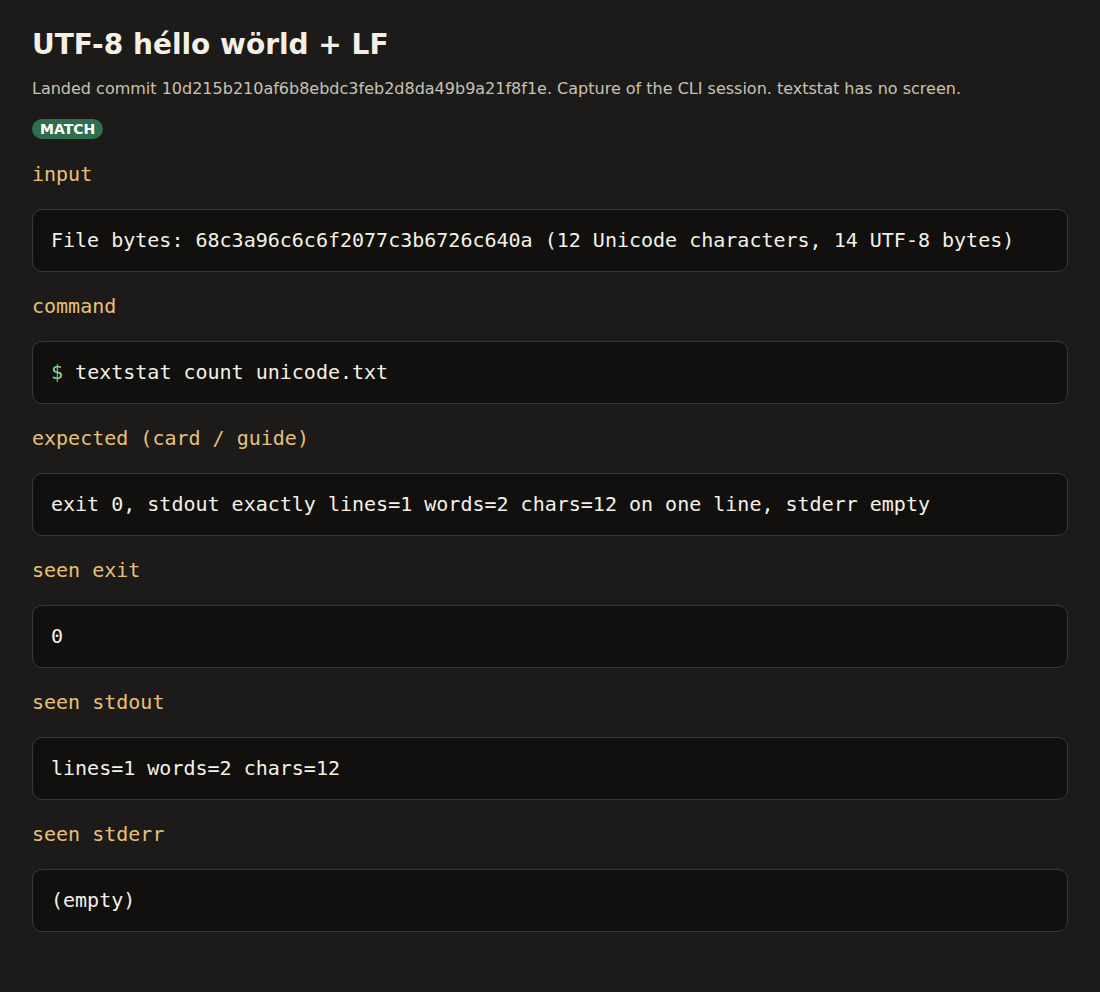 UTF-8 héllo wörld + LF
Landed commit 10d215b210af6b8ebdc3feb2d8da49b9a21f8f1e. Capture of the CLI session. textstat has no screen.
MATCH
input
File bytes: 68c3a96c6c6f2077c3b6726c640a (12 Unicode characters, 14 UTF-8 bytes)
command
$ textstat count unicode.txt
expected (card / guide)
exit 0, stdout exactly lines=1 words=2 chars=12 on one line, stderr empty
seen exit
0
seen stdout
lines=1 words=2 chars=12
seen stderr
(empty)